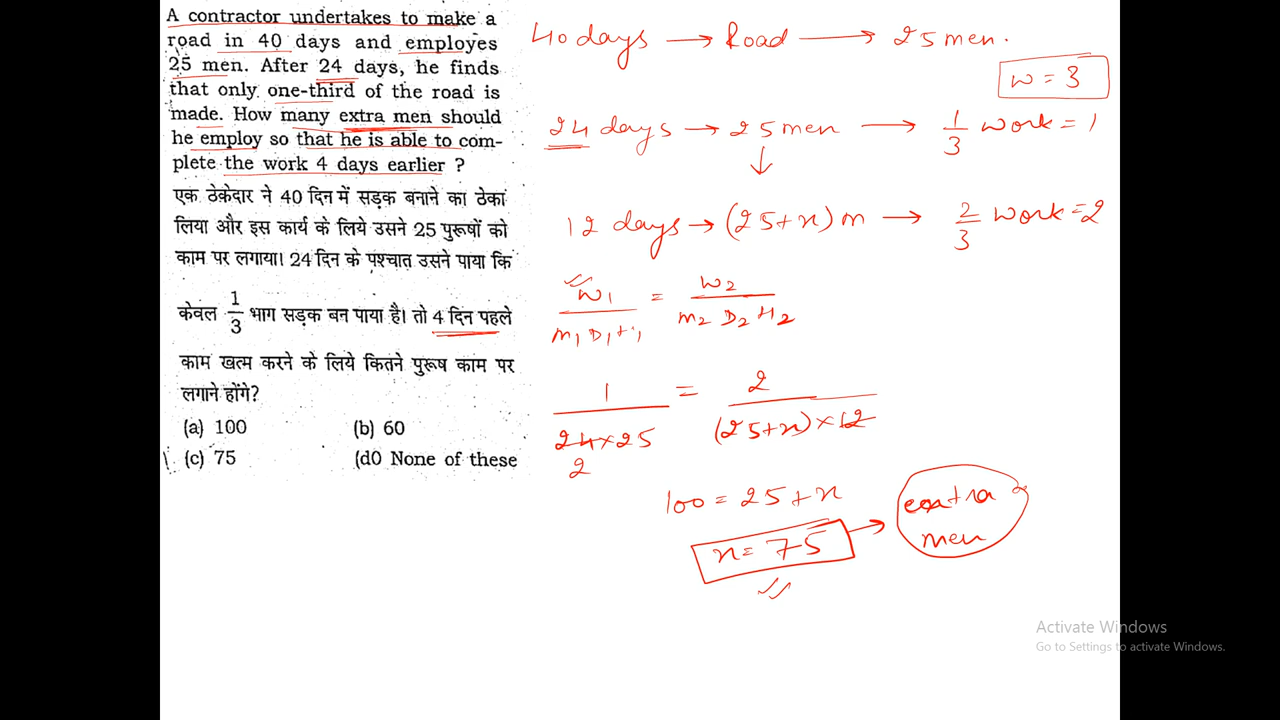 A contractor undertakes to make a
road in 40 days and employes
25 men. After 24 days, he finds
that only one-third of the road is
made. How many extra men should
he employ so that he is able to com-
plete the work 4 days earlier ?
एक ठेकेदार ने 40 दिन में सड़क बनाने का ठेका
लिया और इस कार्य के लिये उसने 25 पुरूषों को
काम पर लगाया। 24 दिन के पश्चात उसने पाया कि
केवल 1/3 भाग सड़क बन पाया है। तो 4 दिन पहले
काम खत्म करने के लिये कितने पुरूष काम पर
लगाने होंगे?
(a) 100 (b) 60
(c) 75 (d0 None of these
40 days → Road → 25 men.
w = 3
24 days → 25 men → 1/3 work = 1
↓
12 days → (25+x) m → 2/3 work = 2
w1/m1 D1 H1 = w2/m2 D2 H2
1/24×25 = 2/(25+x)×12
2
100 = 25 + x
x = 75 → extra
men
Activate Windows
Go to Settings to activate Windows.